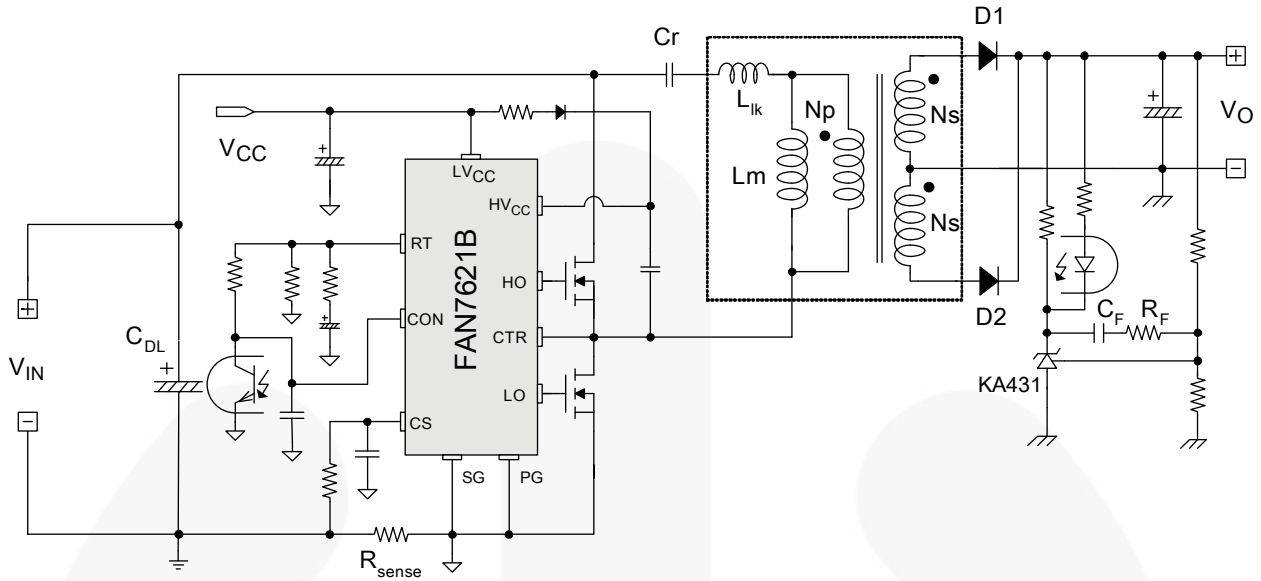 D1
Cr
L_lk
Np
Ns
Lm
Ns
D2
+
V_O
-
V_CC
+
LV_CC
HV_CC
RT
HO
CON
CTR
LO
CS
SG
PG
FAN7621B
+
V_IN
-
C_DL
+
+
R_sense
+
C_F
R_F
KA431